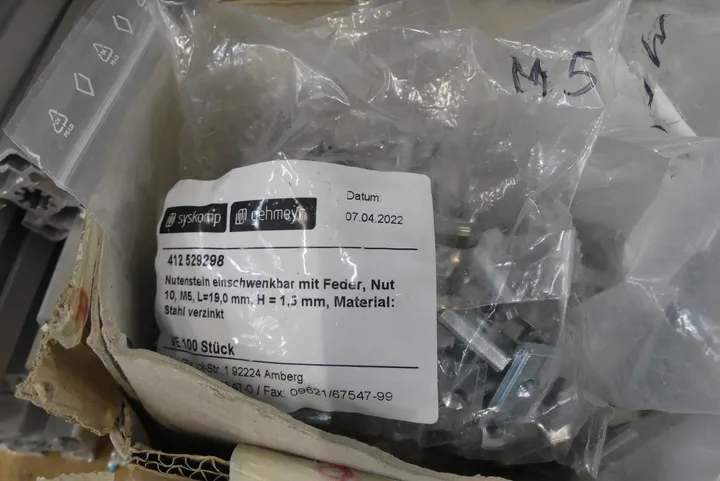 M5
syskomp gehmeyr
Datum:
07.04.2022
412 529298
Nutenstein einschwenkbar mit Feder, Nut
10, M5, L=19,0 mm, H = 1,5 mm, Material:
Stahl verzinkt
VE 100 Stück
1 92224 Amberg
/ Fax: 09621/67547-99